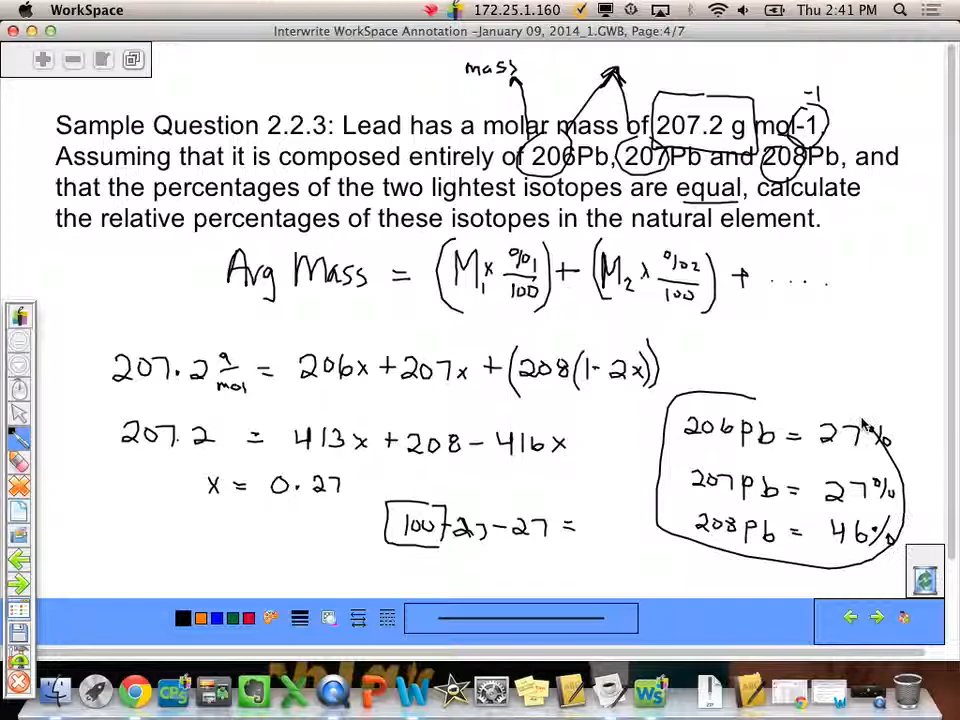 WorkSpace
172.25.1.160
Thu 2:41 PM
Interwrite WorkSpace Annotation -January 09, 2014_1.GWB, Page:4/7
mass
-1
Sample Question 2.2.3: Lead has a molar mass of 207.2 g mol-1.
Assuming that it is composed entirely of 206Pb, 207Pb and 208Pb, and
that the percentages of the two lightest isotopes are equal, calculate
the relative percentages of these isotopes in the natural element.
Arg Mass = (M1 x %1/100) + (M2 x %2/100) + .....
207.2 g/mol = 206x + 207x + (208(1-2x))
207.2 = 413x + 208 - 416x
x = 0.27
100 - 27 - 27 =
206pb = 27%
207pb = 27%
208pb = 46%
CPS
W